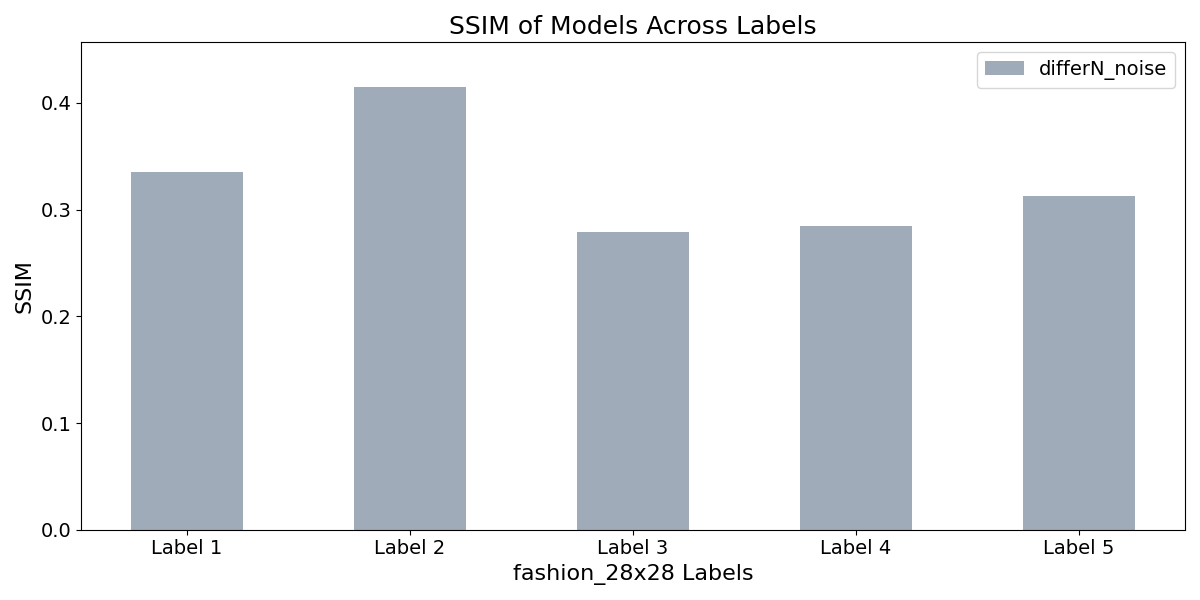 SSIM of Models Across Labels
differN_noise
SSIM
0.4
0.3
0.2
0.1
0.0
Label 1
Label 2
Label 3
Label 4
Label 5
fashion_28x28 Labels